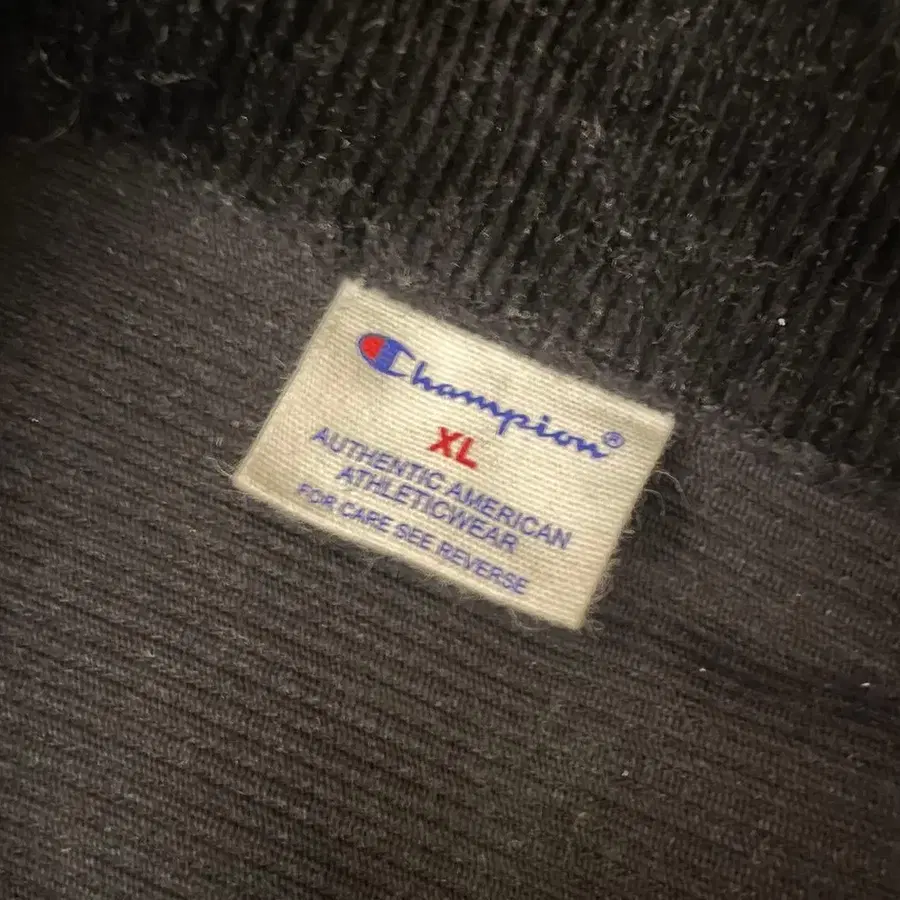 Champion®
XL
AUTHENTIC AMERICAN
ATHLETICWEAR
FOR CARE SEE REVERSE